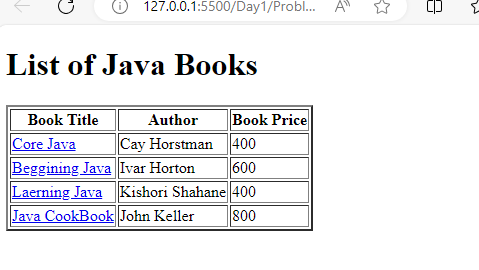 127.0.0.1:5500/Day1/Probl...
List of Java Books
Book Title Author Book Price
Core Java Cay Horstman 400
Beggining Java Ivar Horton 600
Laerning Java Kishori Shahane 400
Java CookBook John Keller 800